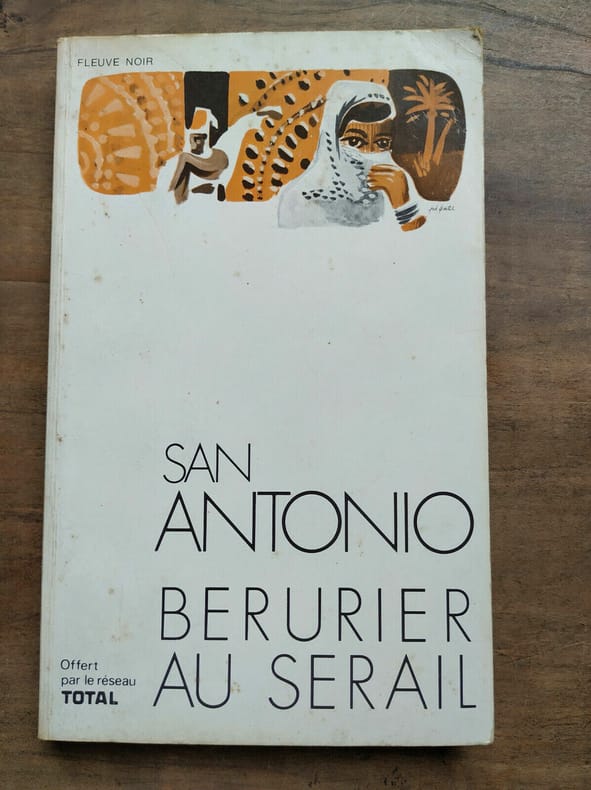 FLEUVE NOIR
SAN
ANTONIO
BERURIER
AU SERAIL
Offert
par le réseau
TOTAL